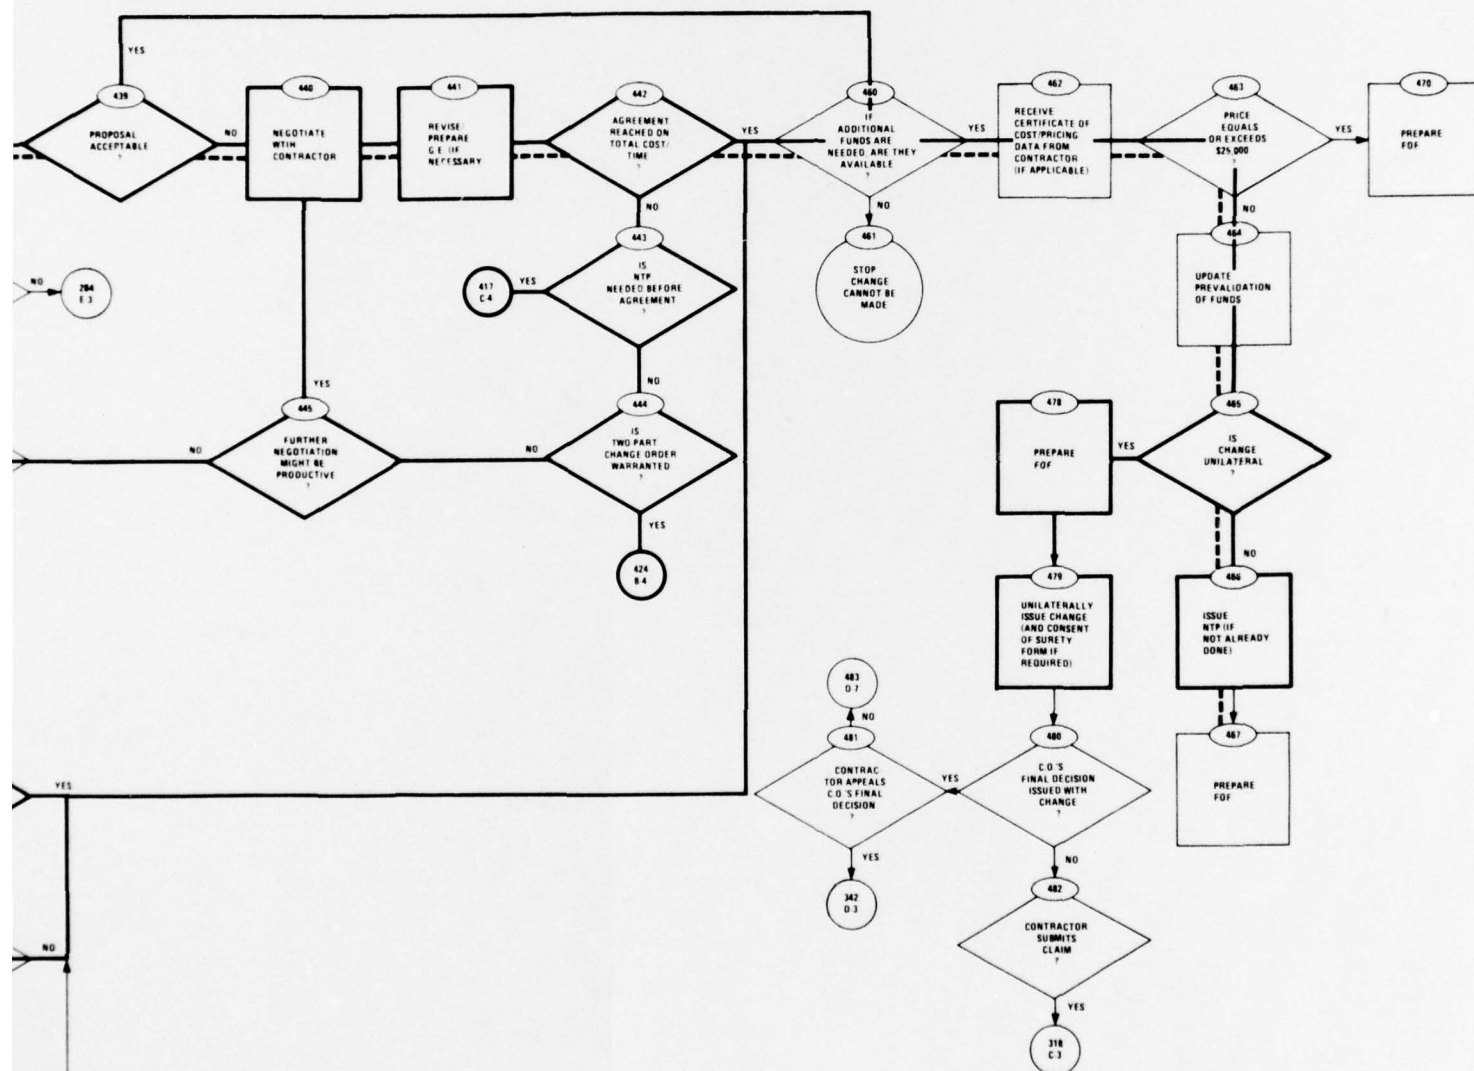 YES
439
PROPOSAL
ACCEPTABLE
?
NO
440
NEGOTIATE
WTIH
CONTRACTOR
441
REVISE/
PREPARE
G.E. (IF
NECESSARY
442
AGREEMENT
REACHED ON
TOTAL COST/
TIME
?
YES
460
IF
ADDITIONAL
FUNDS ARE
NEEDED, ARE THEY
AVAILABLE
?
YES
462
RECEIVE
CERTIFICATE OF
COST/PRICING
DATA FROM
CONTRACTOR
(IF APPLICABLE)
463
PRICE
EQUALS
OR EXCEEDS
$25,000
?
YES
470
PREPARE
FOF
NO
NO
NO
443
IS
NTP
NEEDED BEFORE
AGREEMENT
?
YES
417
C-4
461
STOP
CHANGE
CANNOT BE
MADE
464
UPDATE
PREVALIDATION
OF FUNDS
NO
284
E-3
YES
NO
445
FURTHER
NEGOTIATION
MIGHT BE
PRODUCTIVE
?
NO
NO
444
IS
TWO PART
CHANGE ORDER
WARRANTED
?
YES
424
B-4
478
PREPARE
FOF
YES
465
IS
CHANGE
UNILATERAL
?
NO
479
UNILATERALLY
ISSUE CHANGE
(AND CONSENT
OF SURETY
FORM IF
REQUIRED)
466
ISSUE
NTP (IF
NOT ALREADY
DONE)
483
D-7
NO
481
CONTRAC
TOR APPEALS
C.O.'S FINAL
DECISION
?
YES
480
C.O.'S
FINAL DECISION
ISSUED WITH
CHANGE
?
467
PREPARE
FOF
YES
YES
342
D-3
NO
482
CONTRACTOR
SUBMITS
CLAIM
?
NO
YES
318
C-3